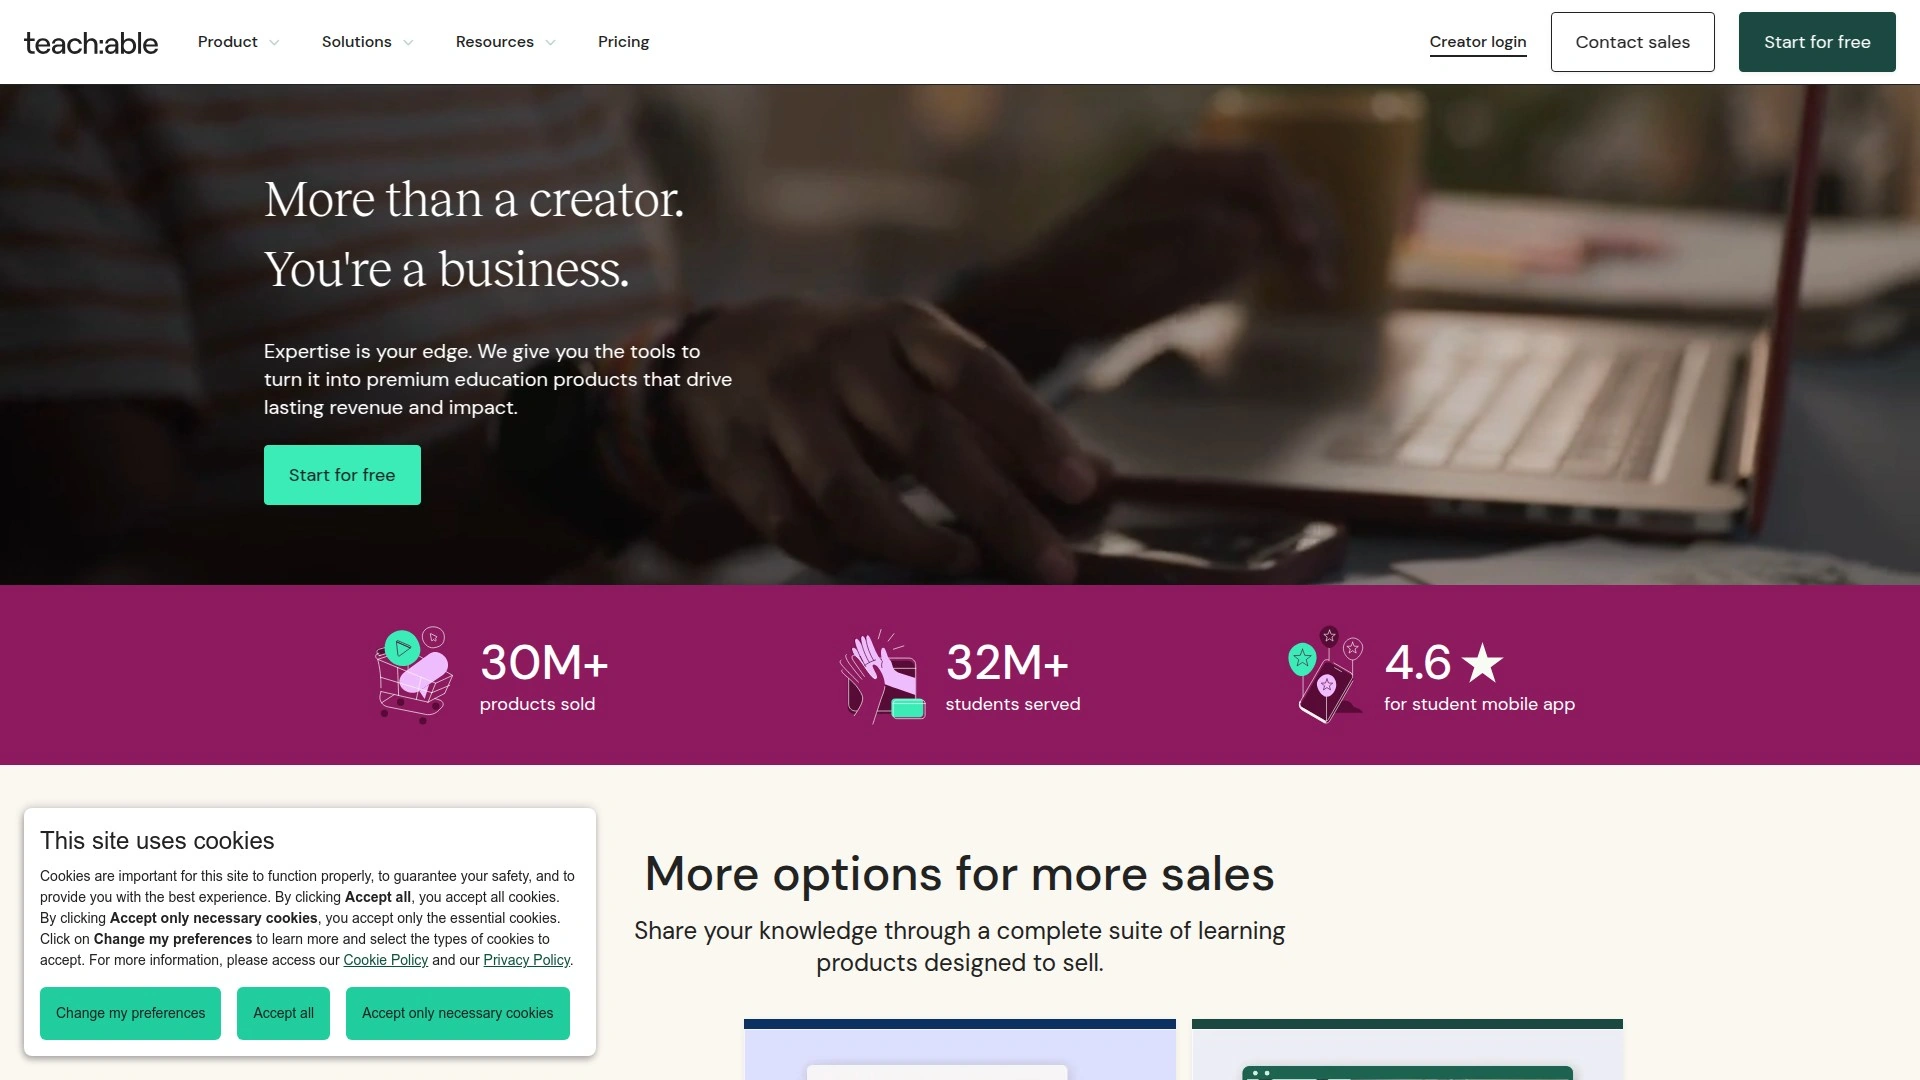 teach:able
Product
Solutions
Resources
Pricing
Creator login
Contact sales
Start for free
More than a creator.
You're a business.
Expertise is your edge. We give you the tools to
turn it into premium education products that drive
lasting revenue and impact.
Start for free
30M+
products sold
32M+
students served
4.6 ★
for student mobile app
More options for more sales
Share your knowledge through a complete suite of learning
products designed to sell.
This site uses cookies
Cookies are important for this site to function properly, to guarantee your safety, and to
provide you with the best experience. By clicking Accept all, you accept all cookies.
By clicking Accept only necessary cookies, you accept only the essential cookies.
Click on Change my preferences to learn more and select the types of cookies to
accept. For more information, please access our Cookie Policy and our Privacy Policy.
Change my preferences
Accept all
Accept only necessary cookies